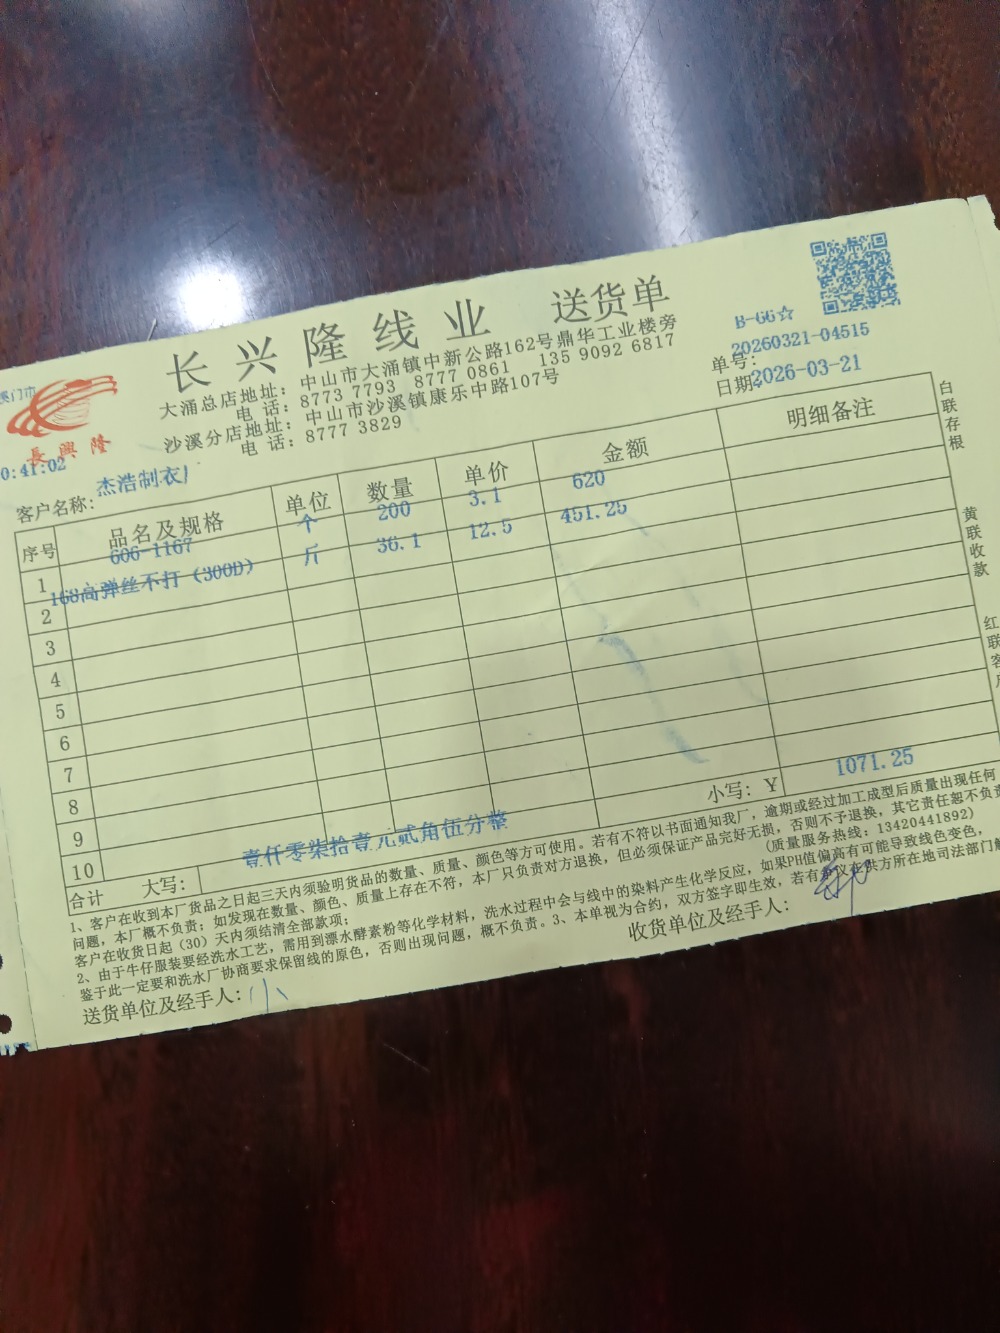 长兴隆线业 送货单
B-GG☆
大涌总店地址：中山市大涌镇中新公路162号鼎华工业楼旁
电 话：8773 7793 8777 0861 135 9092 6817
沙溪分店地址：中山市沙溪镇康乐中路107号
电 话：8777 3829
單号：20260321-04515
日期：2026-03-21
長興隆
0:41:02
客户名称：杰浩制衣厂
序号 品名及规格 单位 数量 单价 金额 明细备注
1 606-1167 个 200 3.1 620
2 168高弹丝不打（300D） 斤 36.1 12.5 451.25
3
4
5
6
7
8
9
10
小写：￥ 1071.25
合计 大写：壹仟零柒拾壹元贰角伍分整
1、客户在收到本厂货品之日起三天内须验明货品的数量、质量、颜色等方可使用。若有不符以书面通知我厂，逾期或经过加工成型后质量出现任何
问题，本厂概不负责；如发现在数量、颜色、质量上存在不符，本厂只负责对方退换，但必须保证产品完好无损，否则不予退换，其它责任恕不负责
客户在收货日起（30）天内须结清全部款项； （质量服务热线：13420441892）
2、由于牛仔服装要经洗水工艺，需用到漂水酵素粉等化学材料，洗水过程中会与线中的染料产生化学反应，如果PH值偏高有可能导致线色变色，
鉴于此一定要和洗水厂协商要求保留线的原色，否则出现问题，概不负责。3、本单视为合约，双方签字即生效，若有争议在供方所在地司法部门解
送货单位及经手人：
收货单位及经手人：
白联存根
黄联收款
红联客